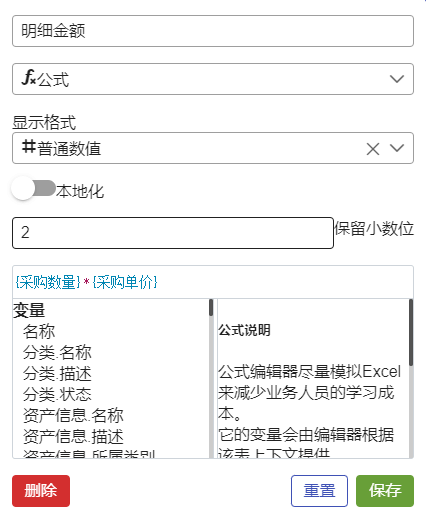 明细金额
fx公式
显示格式
#普通数值
本地化
2 保留小数位
{采购数量}*{采购单价}
变量
名称
分类.名称
分类.描述
分类.状态
资产信息.名称
资产信息.描述
资产信息.所属类别
公式说明
公式编辑器尽量模拟Excel
来减少业务人员的学习成
本。
它的变量会由编辑器根据
该表上下文提供
删除 重置 保存